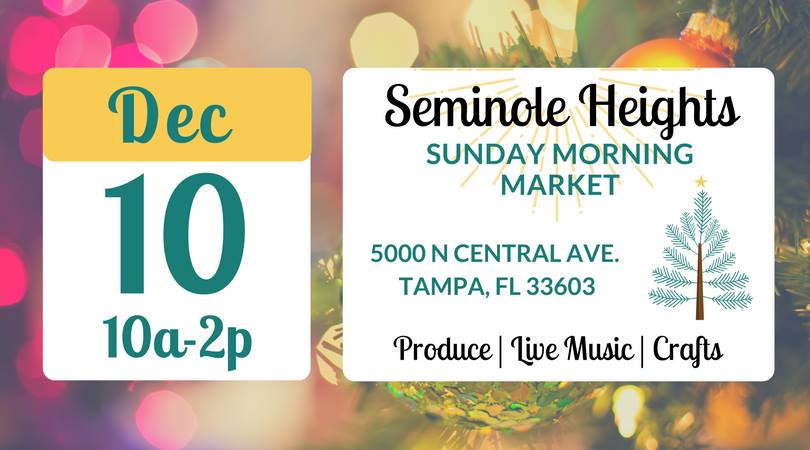 Dec
10
10a-2p
Seminole Heights
SUNDAY MORNING
MARKET
5000 N CENTRAL AVE.
TAMPA, FL 33603
Produce | Live Music | Crafts